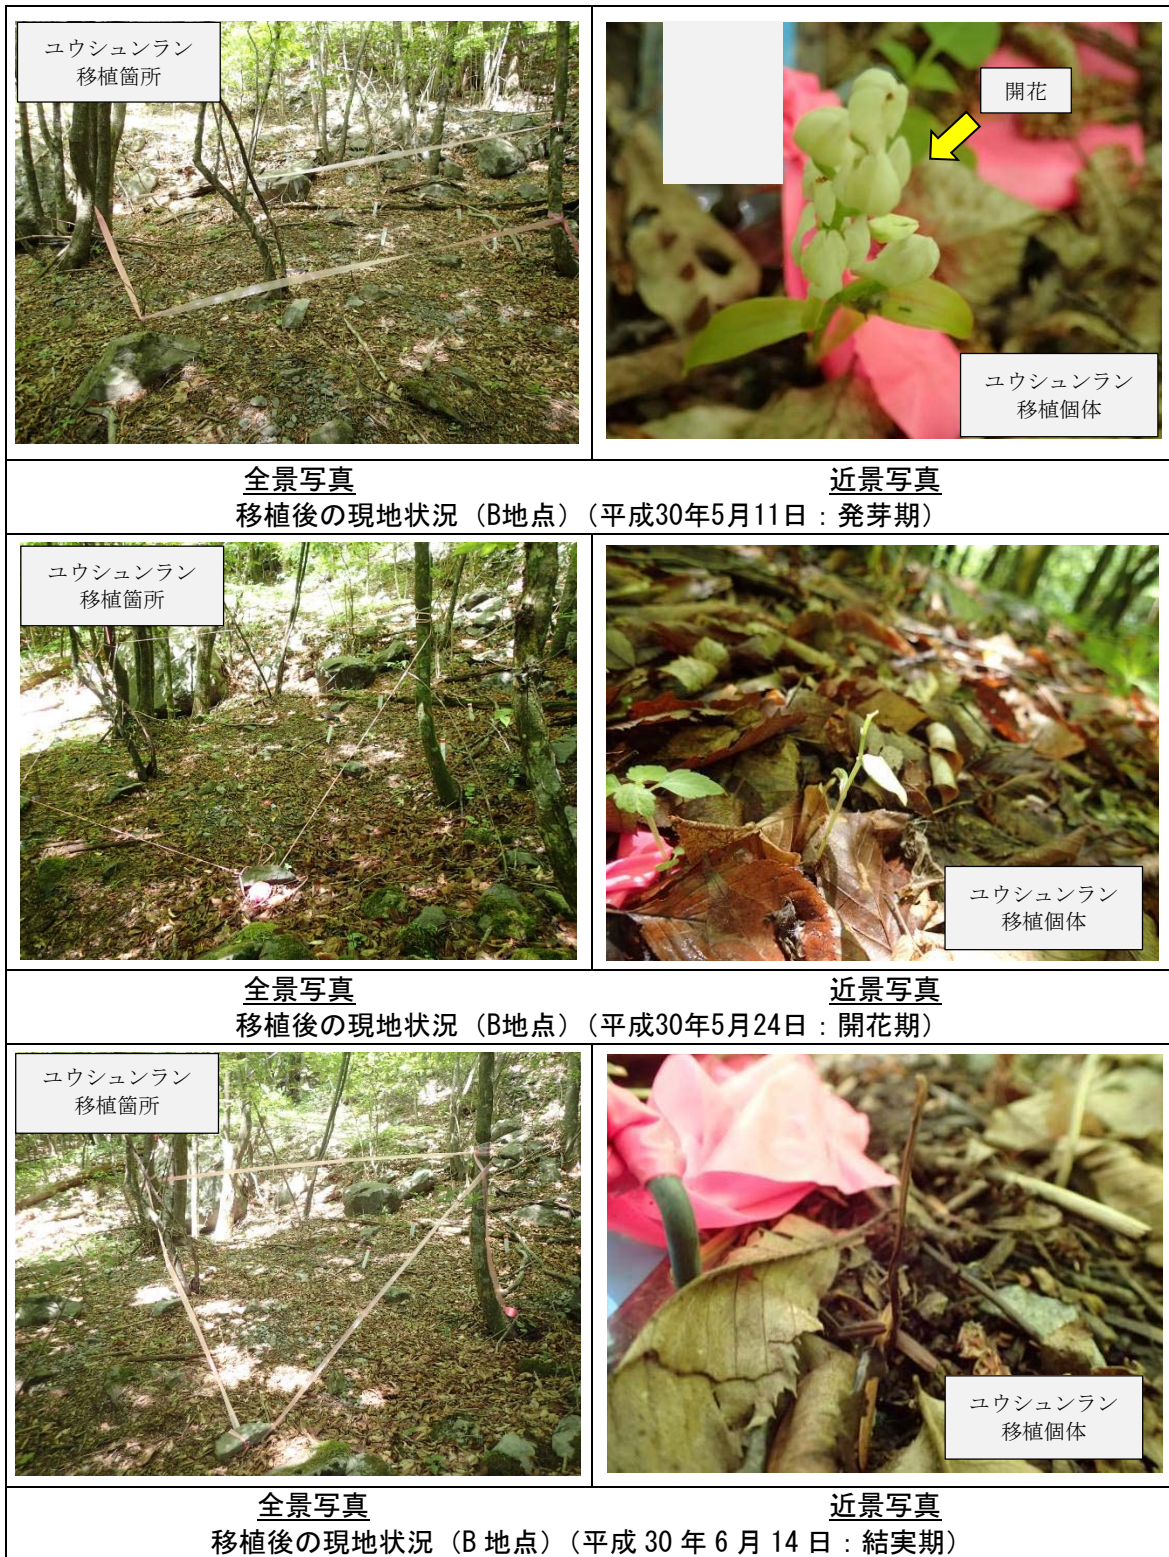 ユウシュンラン
移植箇所
開花
ユウシュンラン
移植個体
全景写真
近景写真
移植後の現地状況（B地点）（平成30年5月11日：発芽期）
ユウシュンラン
移植箇所
ユウシュンラン
移植個体
全景写真
近景写真
移植後の現地状況（B地点）（平成30年5月24日：開花期）
ユウシュンラン
移植箇所
ユウシュンラン
移植個体
全景写真
近景写真
移植後の現地状況（B 地点）（平成 30 年 6 月 14 日：結実期）